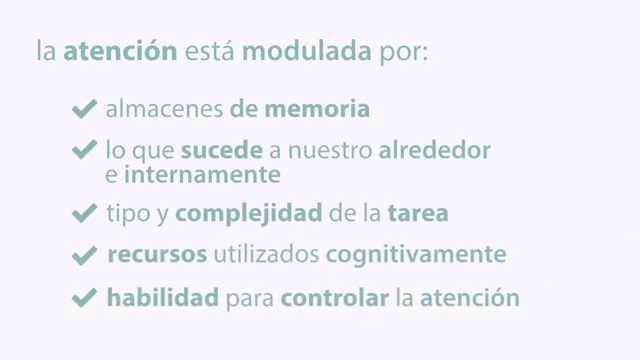 la atención está modulada por:
almacenes de memoria
lo que sucede a nuestro alrededor
e internamente
tipo y complejidad de la tarea
recursos utilizados cognitivamente
habilidad para controlar la atención